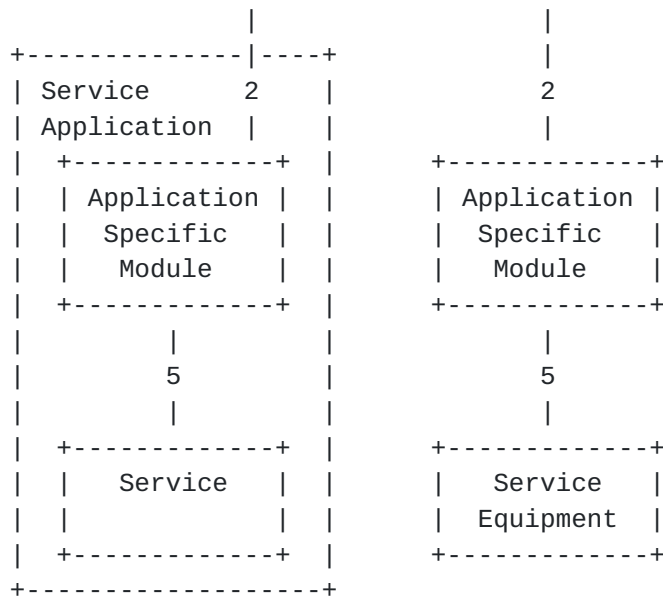 |                  |
+--------------|----+             |
| Service      2    |             2
| Application  |    |             |
|  +-------------+  |      +-------------+
|  | Application |  |      | Application |
|  |  Specific   |  |      |  Specific   |
|  |   Module    |  |      |   Module    |
|  +-------------+  |      +-------------+
|         |         |             |
|         5         |             5
|         |         |             |
|  +-------------+  |      +-------------+
|  |   Service   |  |      |   Service   |
|  |             |  |      |  Equipment  |
|  +-------------+  |      +-------------+
+-------------------+